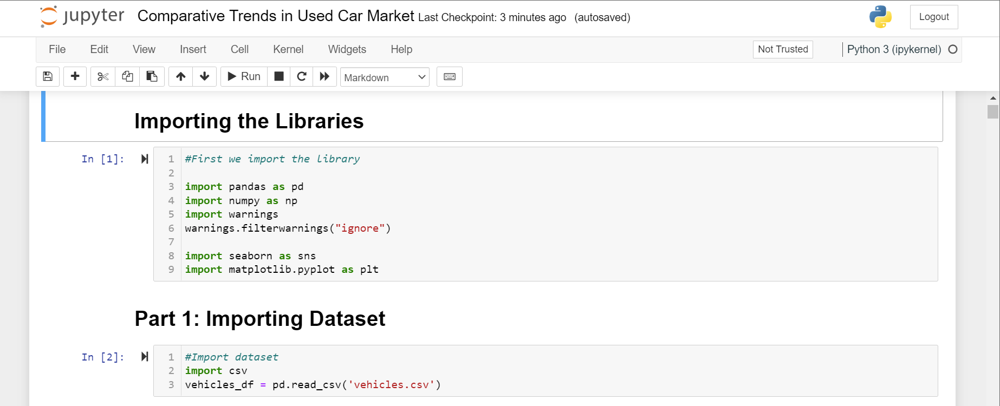 jupyter Comparative Trends in Used Car Market Last Checkpoint: 3 minutes ago (autosaved) Logout
File Edit View Insert Cell Kernel Widgets Help Not Trusted Python 3 (ipykernel)
Run Markdown
Importing the Libraries
In [1]:
1 #First we import the library
2
3 import pandas as pd
4 import numpy as np
5 import warnings
6 warnings.filterwarnings("ignore")
7
8 import seaborn as sns
9 import matplotlib.pyplot as plt
Part 1: Importing Dataset
In [2]:
1 #Import dataset
2 import csv
3 vehicles_df = pd.read_csv('vehicles.csv')